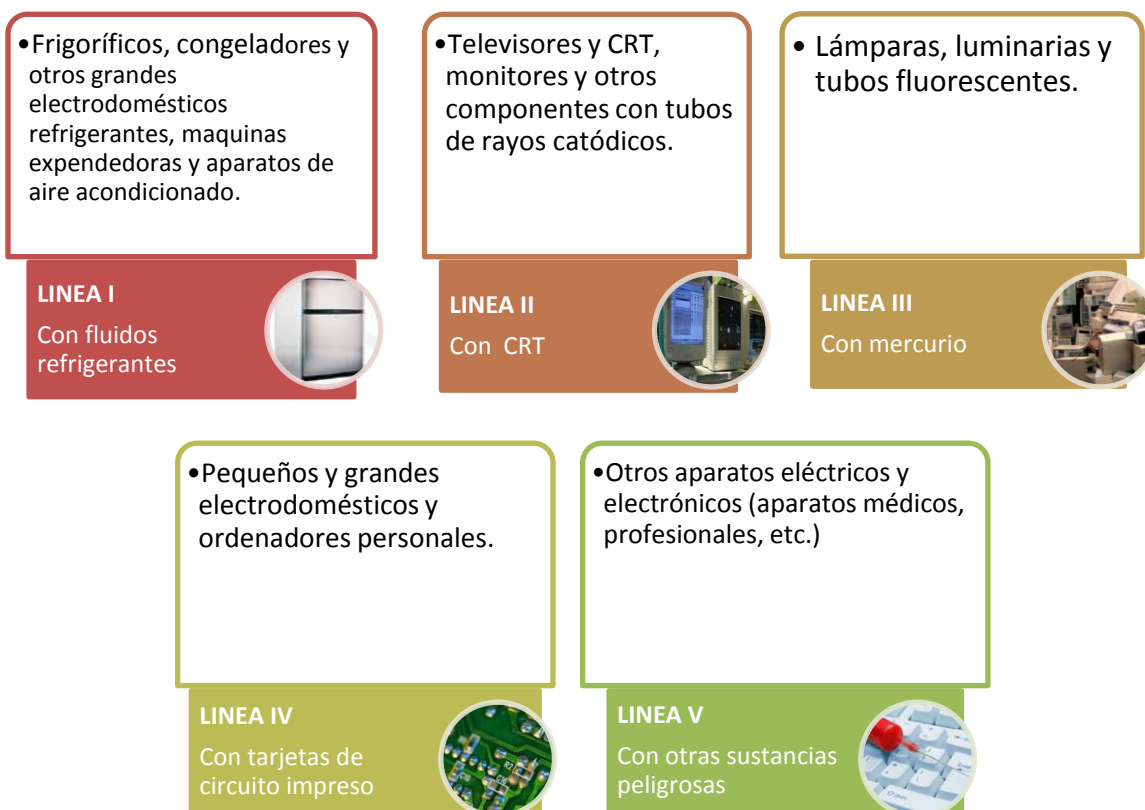 •Frigoríficos, congeladores y
otros grandes
electrodomésticos
refrigerantes, maquinas
expendedoras y aparatos de
aire acondicionado.
LINEA I
Con fluidos
refrigerantes
•Televisores y CRT,
monitores y otros
componentes con tubos
de rayos catódicos.
LINEA II
Con CRT
• Lámparas, luminarias y
tubos fluorescentes.
LINEA III
Con mercurio
•Pequeños y grandes
electrodomésticos y
ordenadores personales.
LINEA IV
Con tarjetas de
circuito impreso
•Otros aparatos eléctricos y
electrónicos (aparatos médicos,
profesionales, etc.)
LINEA V
Con otras sustancias
peligrosas